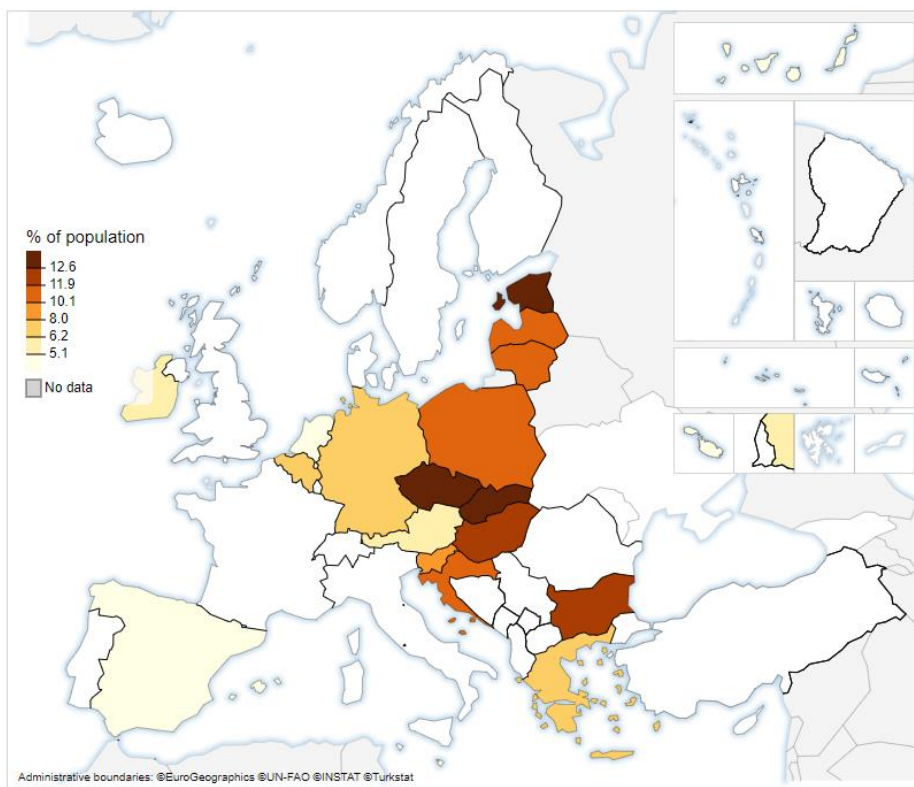 % of population
12.6
11.9
10.1
8.0
6.2
5.1
No data
Administrative boundaries: ©EuroGeographics ©UN-FAO ©INSTAT ©Turkstat